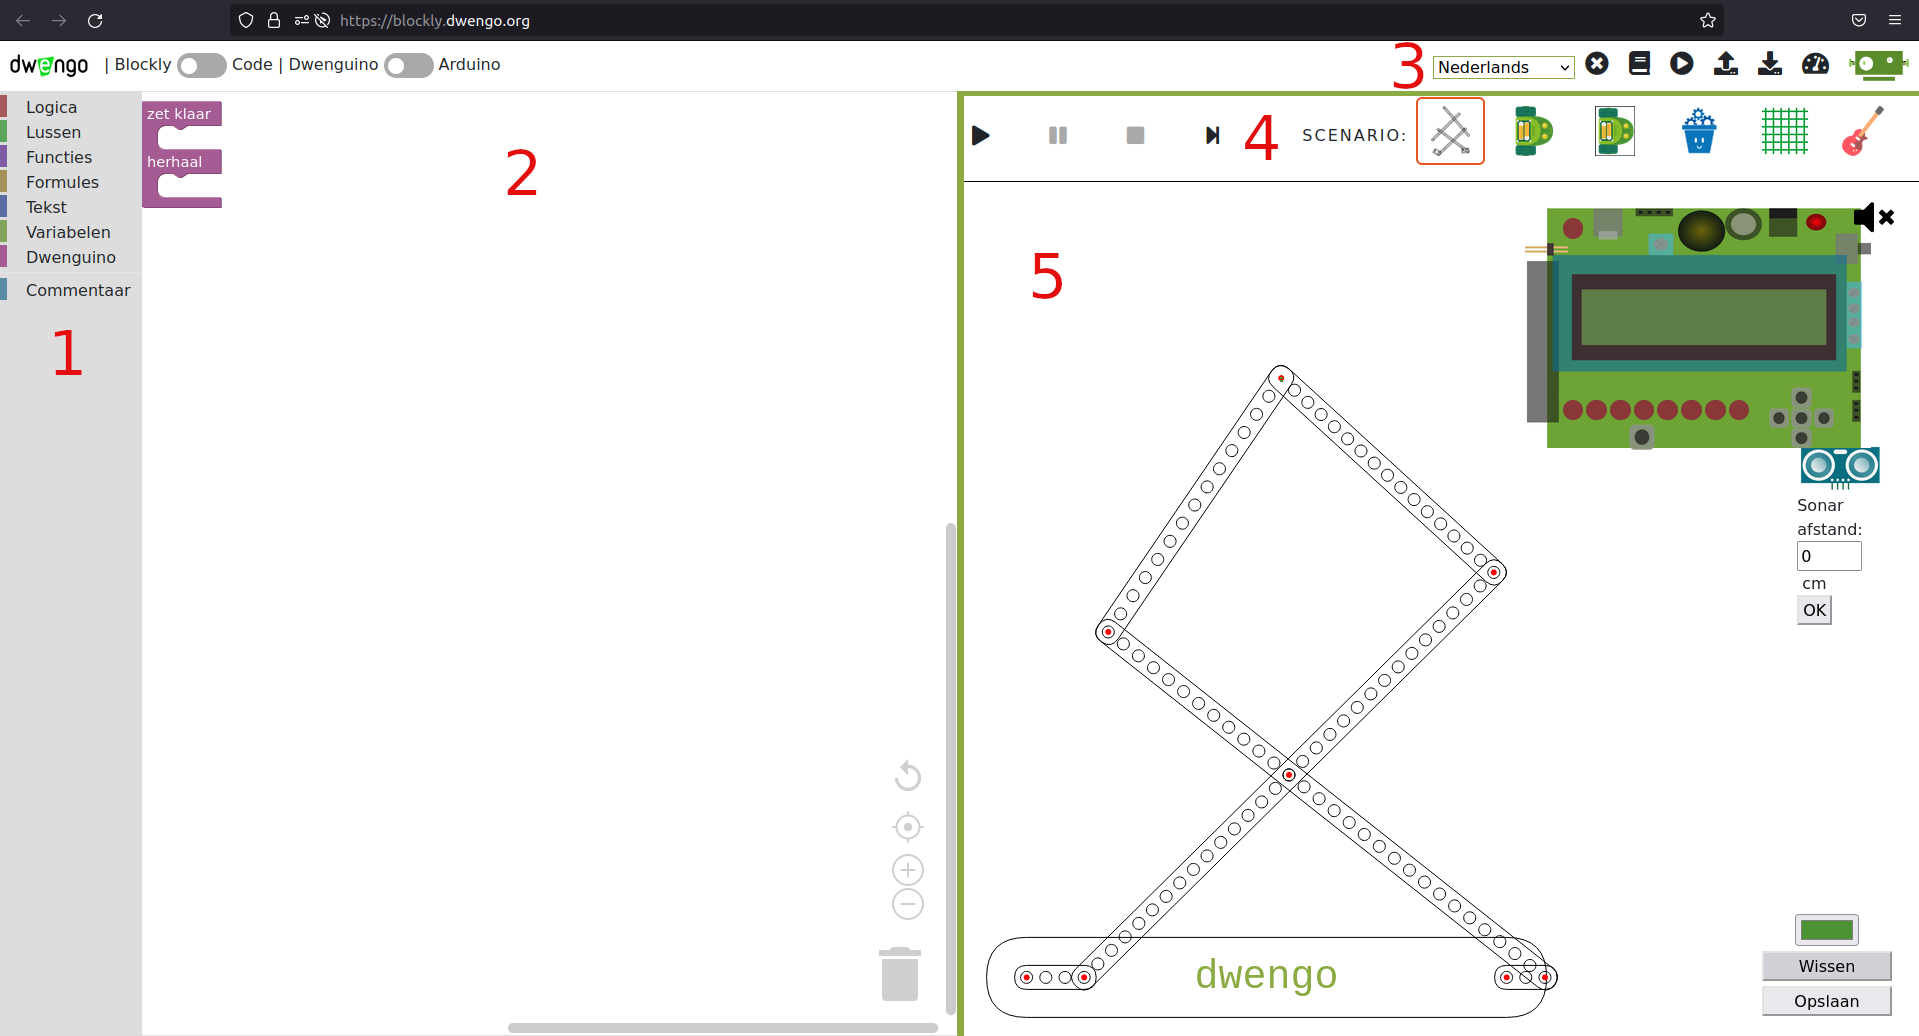 https://blockly.dwengo.org
dwengo | Blockly Code | Dwenguino Arduino
3
Nederlands
Logica
Lussen
Functies
Formules
Tekst
Variabelen
Dwenguino
Commentaar
1
zet klaar
herhaal
2
4
SCENARIO:
5
Sonar
afstand:
0
cm
OK
dwengo
Wissen
Opslaan